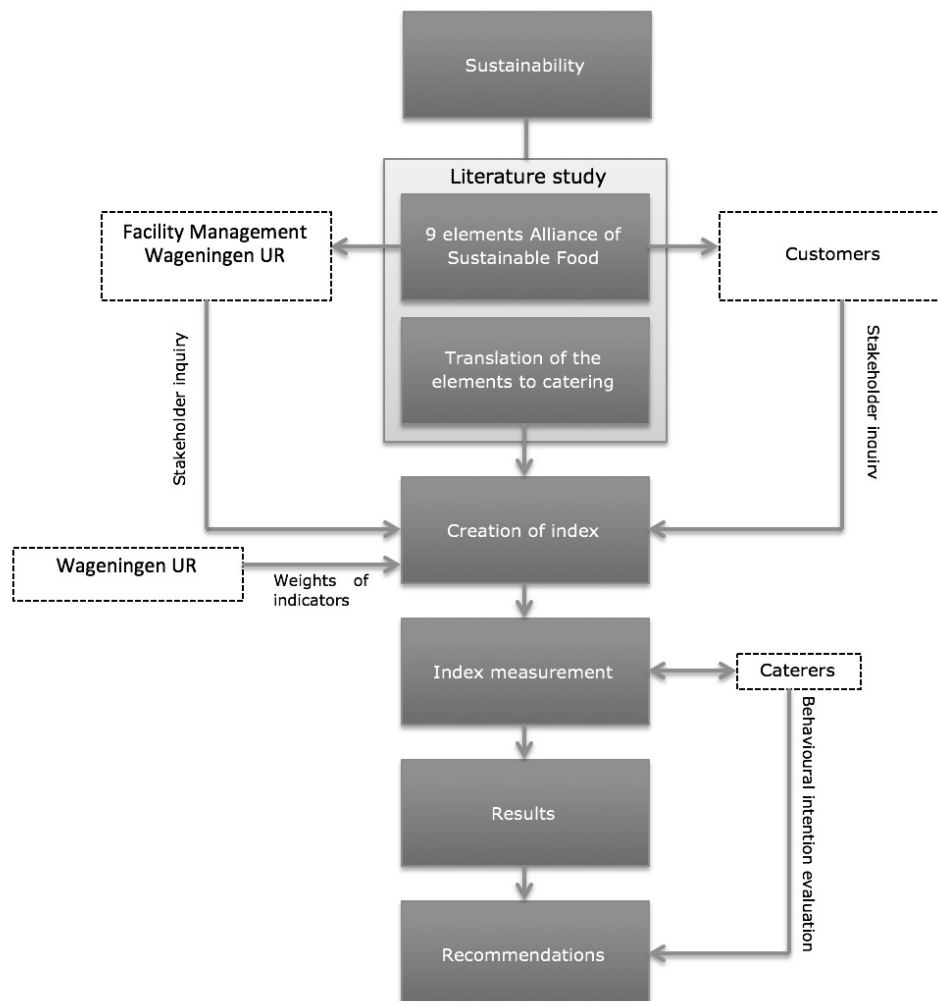 Sustainability
Literature study
9 elements Alliance of
Sustainable Food
Facility Management
Wageningen UR
Customers
Translation of the
elements to catering
Stakeholder inquiry
Stakeholder inquiry
Creation of index
Wageningen UR
Weights of
indicators
Index measurement
Caterers
Behavioural intention evaluation
Results
Recommendations